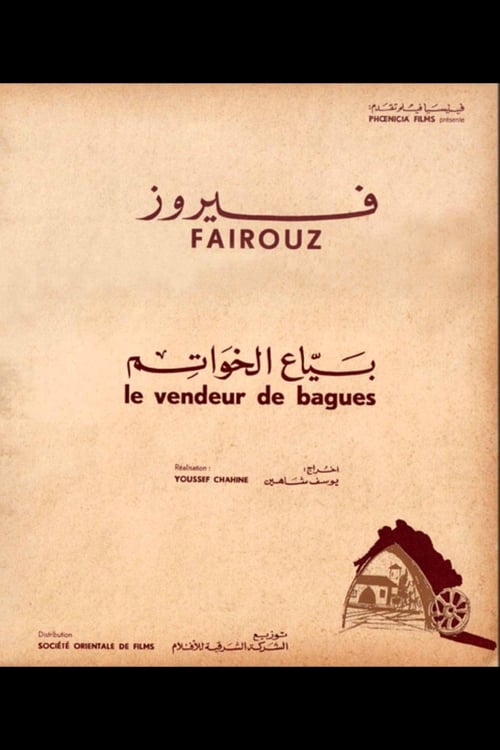 فينيسيا فيلم تقدم:
PHŒNICIA FILMS présente
فيروز
FAIROUZ
بيّاع الخواتم
le vendeur de bagues
Réalisation : اخراج:
YOUSSEF CHAHINE يوسف شاهين
Distribution توزيع
SOCIÉTÉ ORIENTALE DE FILMS الشركة الشرقية للأفلام